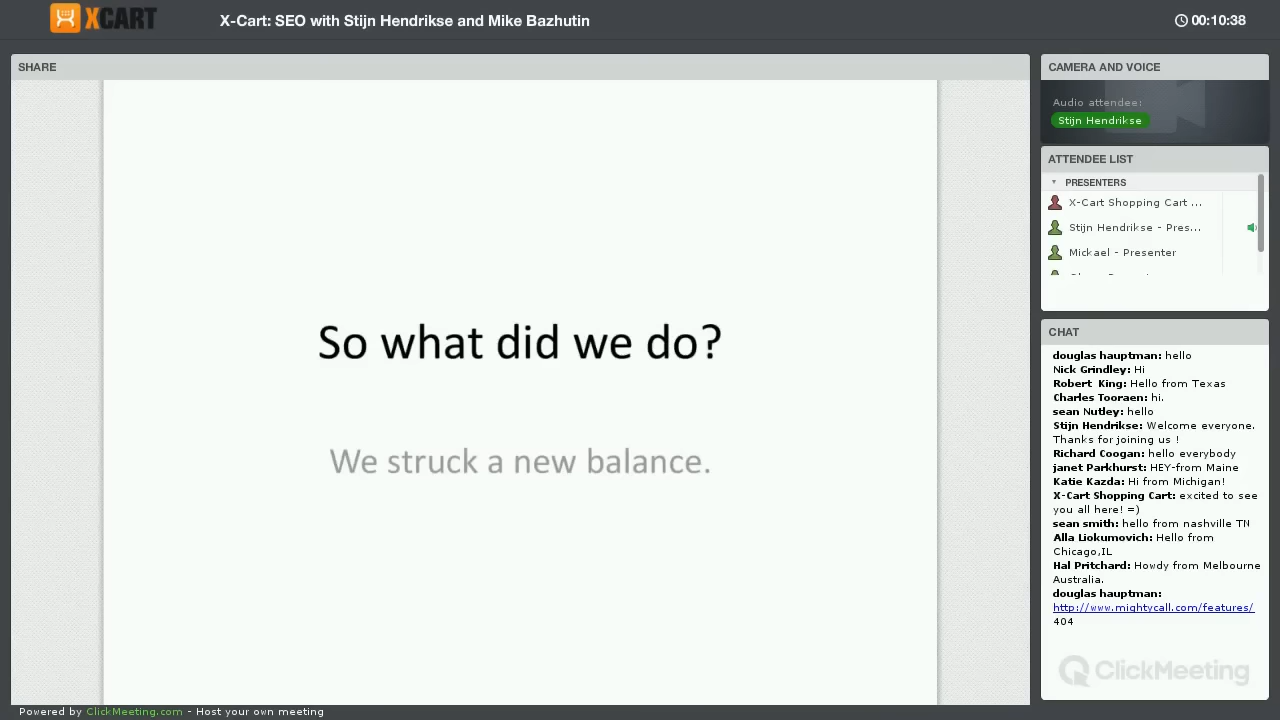 XCART
X-Cart: SEO with Stijn Hendrikse and Mike Bazhutin
00:10:38
SHARE
So what did we do?
We struck a new balance.
CAMERA AND VOICE
Audio attendee:
Stijn Hendrikse
ATTENDEE LIST
PRESENTERS
X-Cart Shopping Cart ...
Stijn Hendrikse - Pres...
Mickael - Presenter
CHAT
douglas hauptman: hello
Nick Grindley: Hi
Robert King: Hello from Texas
Charles Tooraen: hi.
sean Nutley: hello
Stijn Hendrikse: Welcome everyone.
Thanks for joining us !
Richard Coogan: hello everybody
janet Parkhurst: HEY-from Maine
Katie Kazda: Hi from Michigan!
X-Cart Shopping Cart: excited to see
you all here! =)
sean smith: hello from nashville TN
Alla Liokumovich: Hello from
Chicago,IL
Hal Pritchard: Howdy from Melbourne
Australia.
douglas hauptman:
http://www.mightycall.com/features/
404
ClickMeeting
Powered by ClickMeeting.com - Host your own meeting